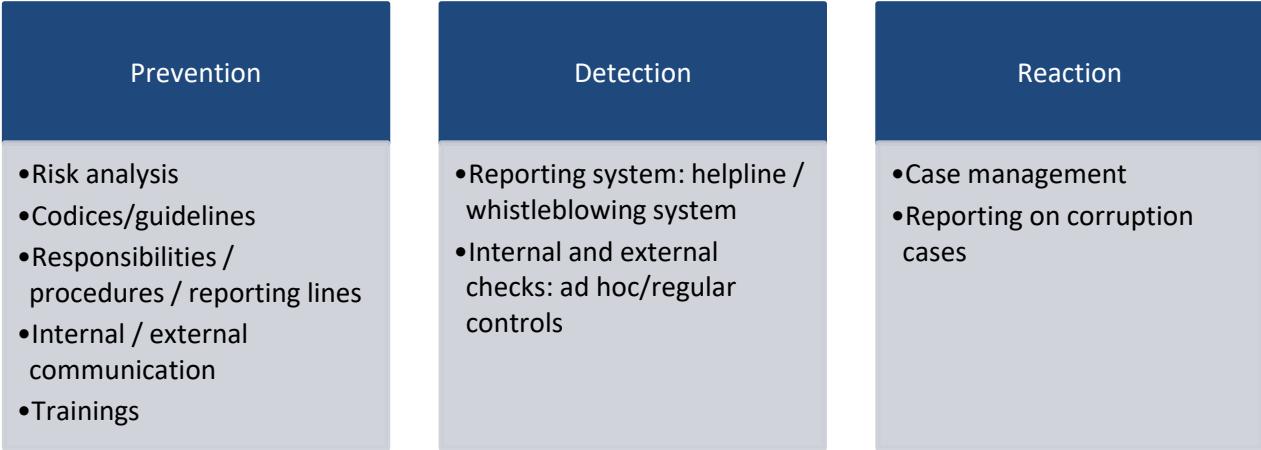 Prevention
•Risk analysis
•Codices/guidelines
•Responsibilities /
procedures / reporting lines
•Internal / external
communication
•Trainings
Detection
•Reporting system: helpline /
whistleblowing system
•Internal and external
checks: ad hoc/regular
controls
Reaction
•Case management
•Reporting on corruption
cases